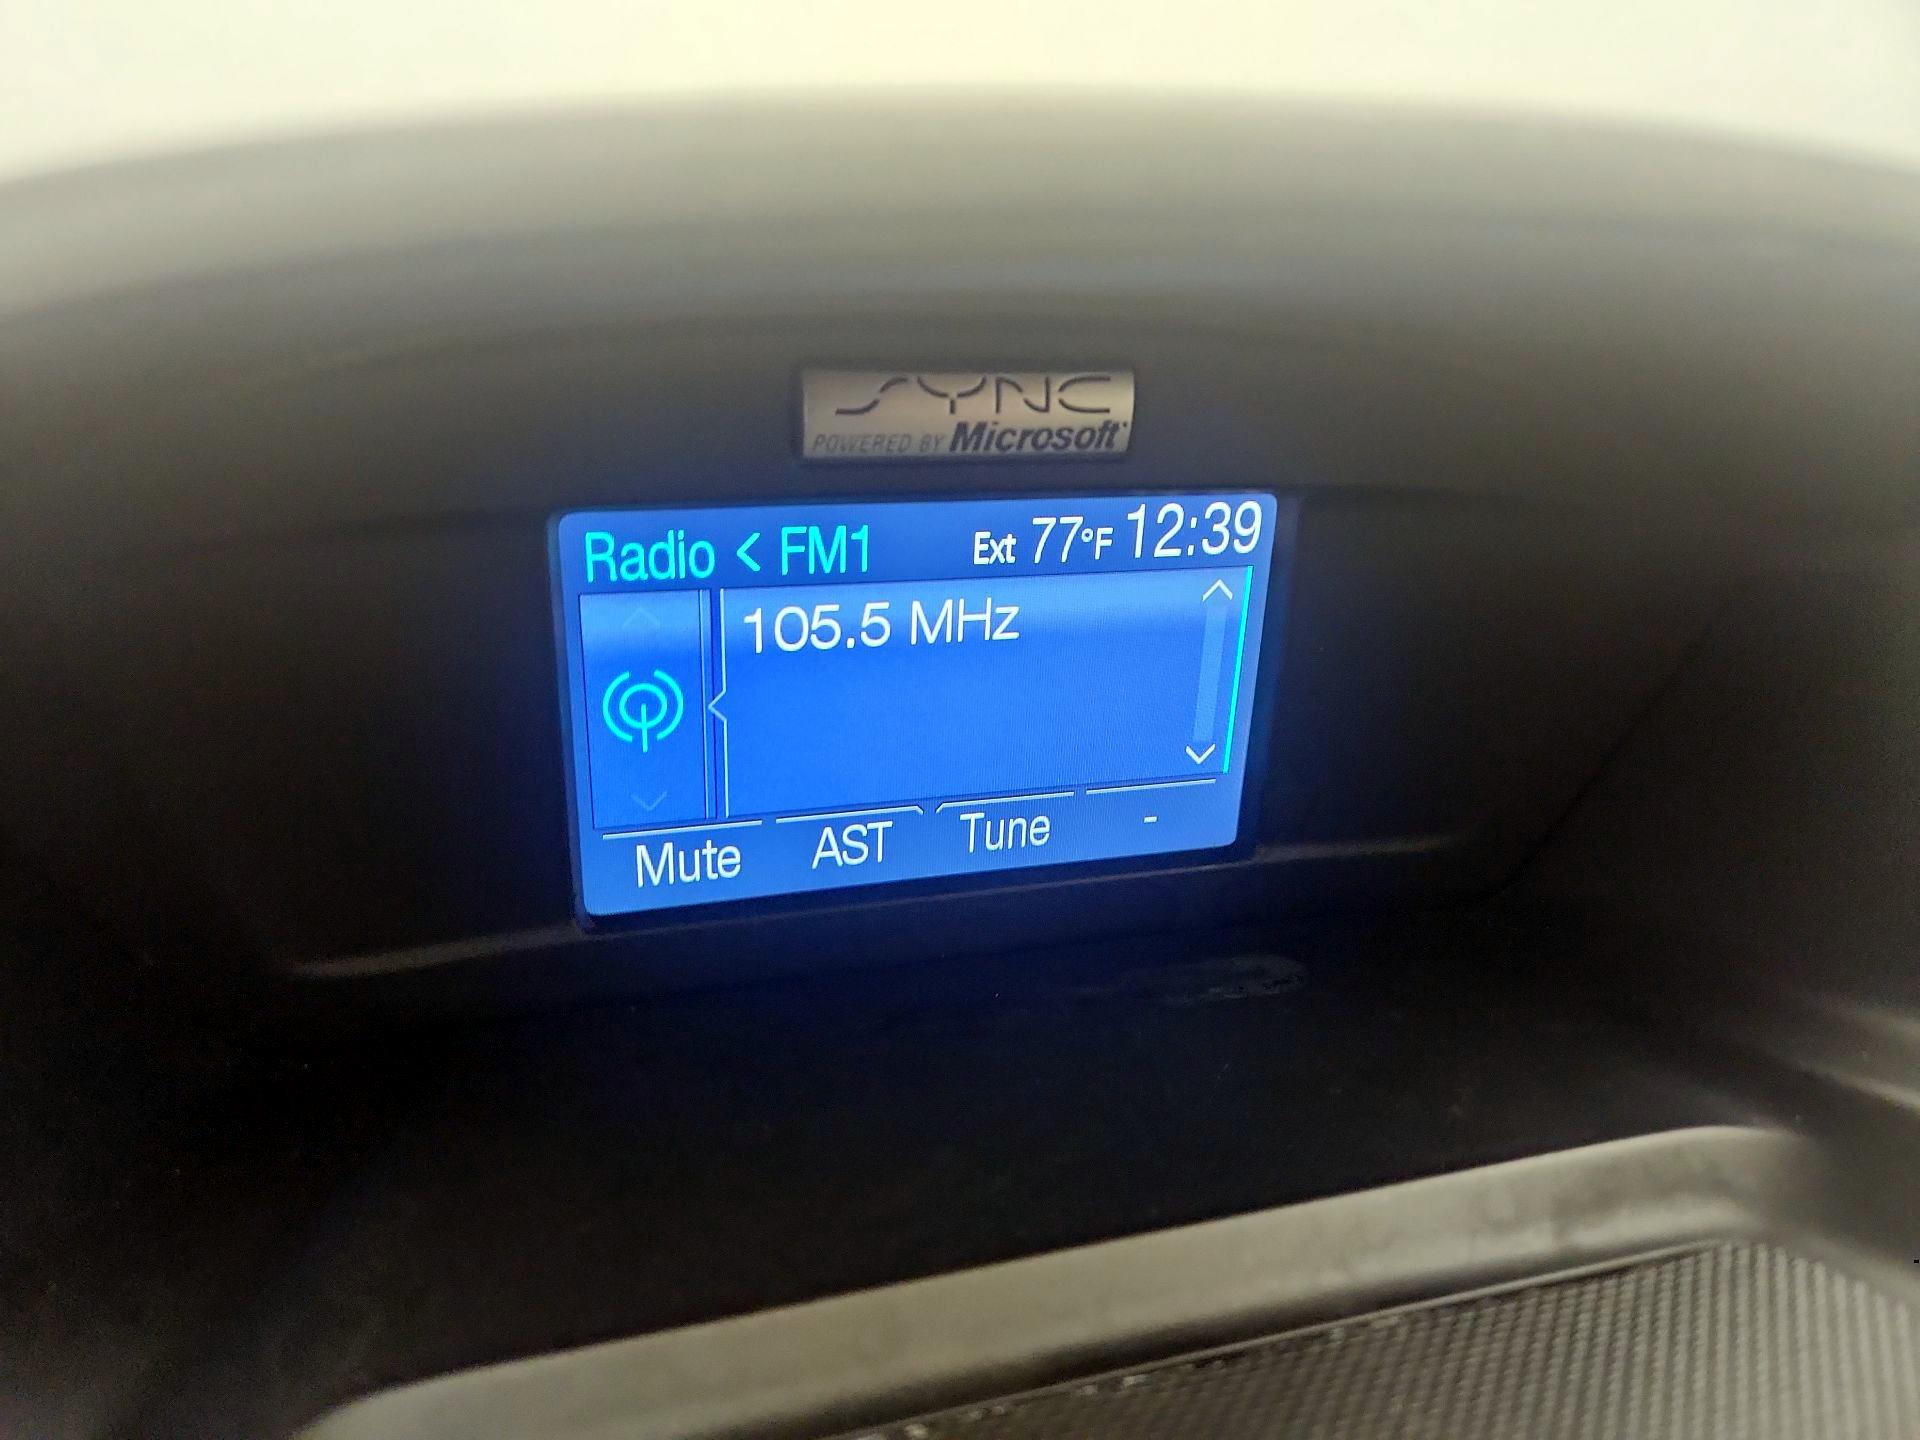 SYNC
POWERED BY Microsoft
Radio < FM1 Ext 77°F 12:39
105.5 MHz
Mute AST Tune -